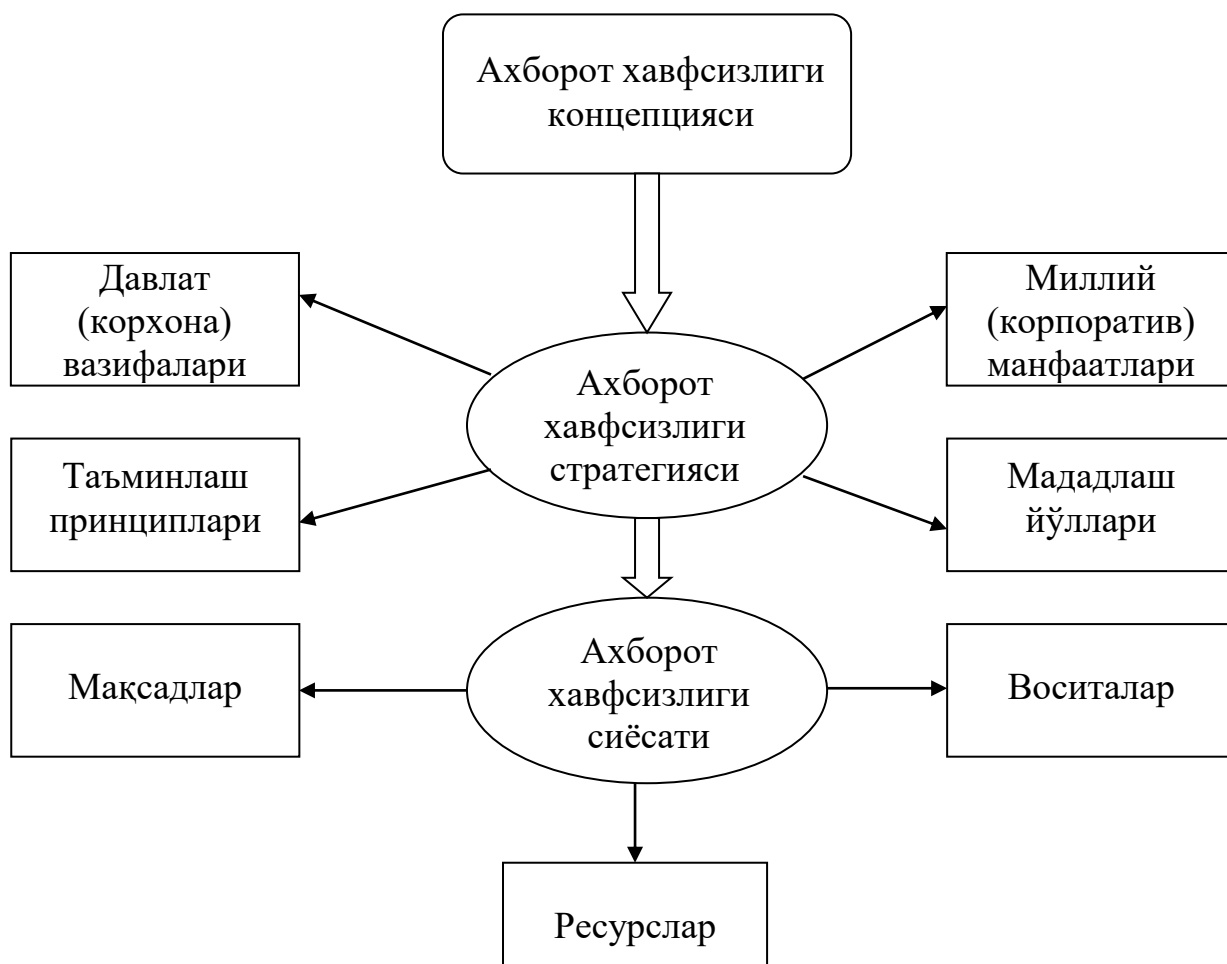 Ахборот хавфсизлиги
концепцияси
Давлат
(корхона)
вазифалари
Миллий
(корпоратив)
манфаатлари
Ахборот
хавфсизлиги
стратегияси
Таъминлаш
принциплари
Мададлаш
йўллари
Мақсадлар
Ахборот
хавфсизлиги
сиёсати
Воситалар
Ресурслар